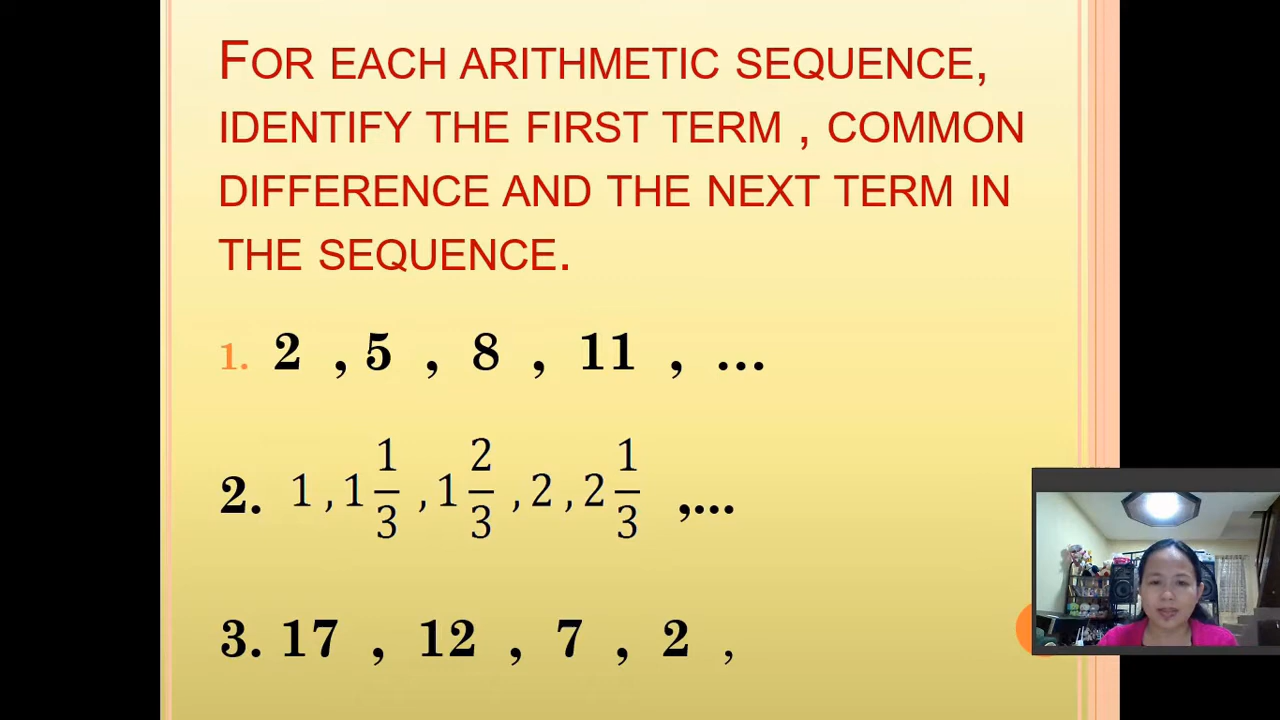 FOR EACH ARITHMETIC SEQUENCE,
IDENTIFY THE FIRST TERM , COMMON
DIFFERENCE AND THE NEXT TERM IN
THE SEQUENCE.
1. 2 , 5 , 8 , 11 , ...
2. 1 , 1 1/3 , 1 2/3 , 2 , 2 1/3 ,...
3. 17 , 12 , 7 , 2 ,